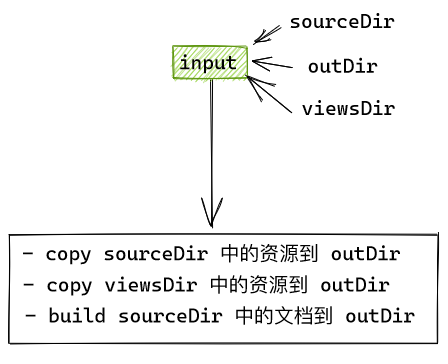 sourceDir
input
outDir
viewsDir
- copy sourceDir 中的资源到 outDir
- copy viewsDir 中的资源到 outDir
- build sourceDir 中的文档到 outDir